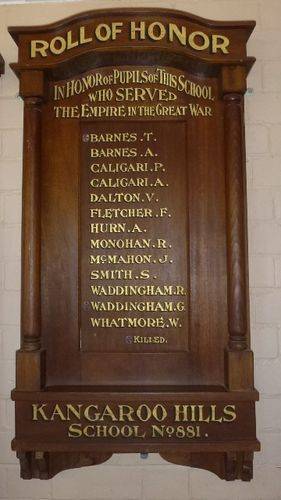 ROLL OF HONOR
IN HONOR OF PUPILS OF THIS SCHOOL
WHO SERVED
THE EMPIRE IN THE GREAT WAR
BARNES. T.
BARNES. A.
CALIGARI. P.
CALIGARI. A.
DALTON. V.
FLETCHER. F.
HURN. A.
MONOHAN. R.
McMAHON. J.
SMITH. S.
WADDINGHAM. R.
WADDINGHAM. G.
WHATMORE. W.
KILLED.
KANGAROO HILLS
SCHOOL No. 881.